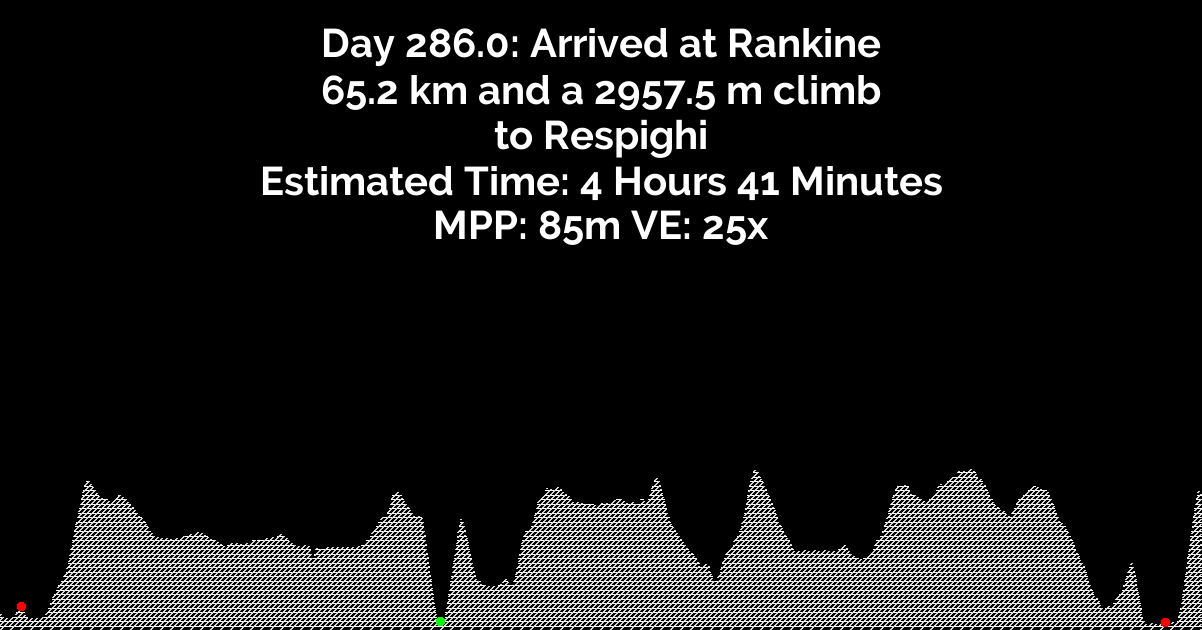 Day 286.0: Arrived at Rankine
65.2 km and a 2957.5 m climb
to Respighi
Estimated Time: 4 Hours 41 Minutes
MPP: 85m VE: 25x